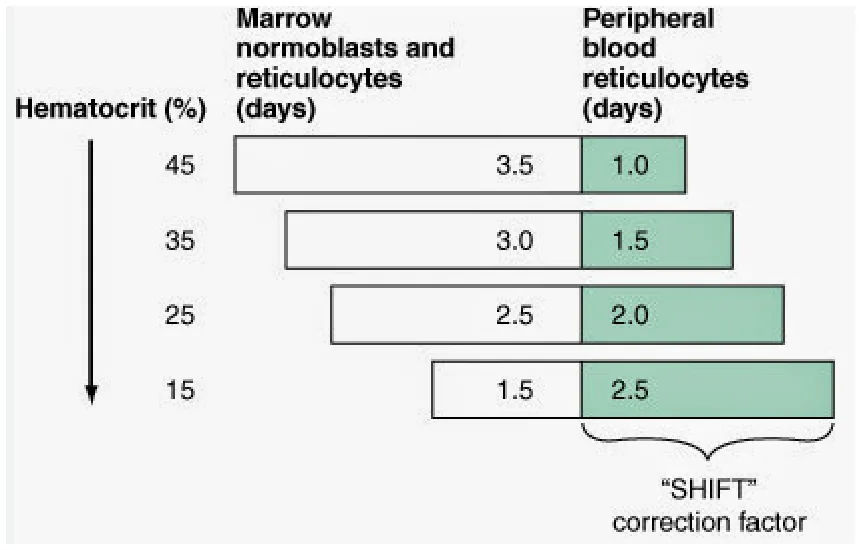 Marrow
normoblasts and
reticulocytes
(days)
Peripheral
blood
reticulocytes
(days)
Hematocrit (%)
45 3.5 1.0
35 3.0 1.5
25 2.5 2.0
15 1.5 2.5
“SHIFT”
correction factor